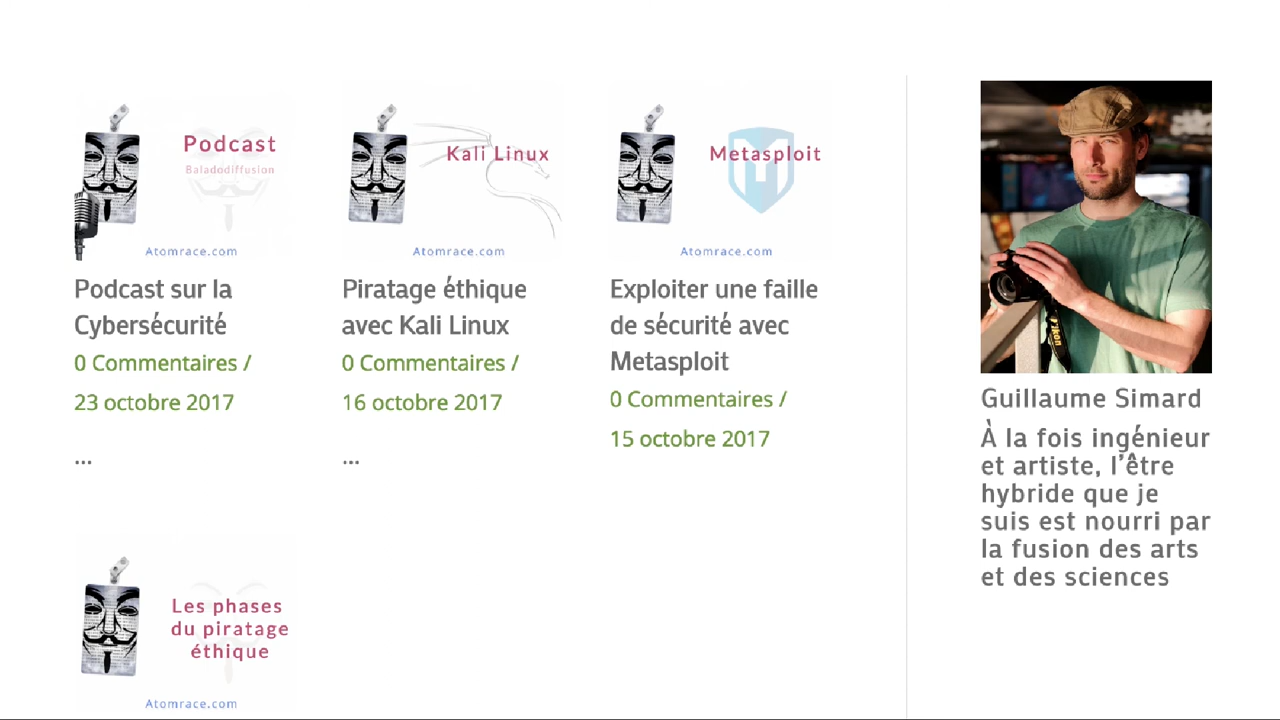 Podcast
Baladodiffusion
Atomrace.com
Podcast sur la
Cybersécurité
0 Commentaires /
23 octobre 2017
...
Kali Linux
Atomrace.com
Piratage éthique
avec Kali Linux
0 Commentaires /
16 octobre 2017
...
Metasploit
Atomrace.com
Exploiter une faille
de sécurité avec
Metasploit
0 Commentaires /
15 octobre 2017
Les phases
du piratage
éthique
Atomrace.com
Nikon
Guillaume Simard
À la fois ingénieur
et artiste, l'être
hybride que je
suis est nourri par
la fusion des arts
et des sciences